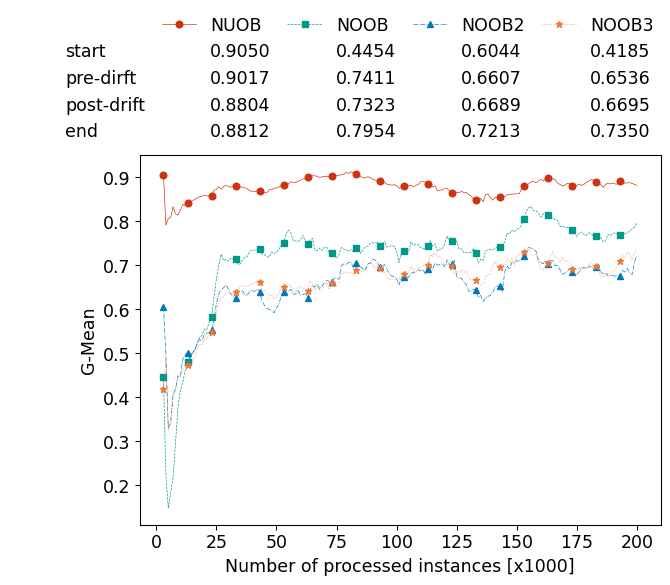 NUOB NOOB NOOB2 NOOB3
start 0.9050 0.4454 0.6044 0.4185
pre-dirft 0.9017 0.7411 0.6607 0.6536
post-drift 0.8804 0.7323 0.6689 0.6695
end 0.8812 0.7954 0.7213 0.7350
0.9
0.8
0.7
0.6
0.5
0.4
0.3
0.2
G-Mean
0 25 50 75 100 125 150 175 200
Number of processed instances [x1000]